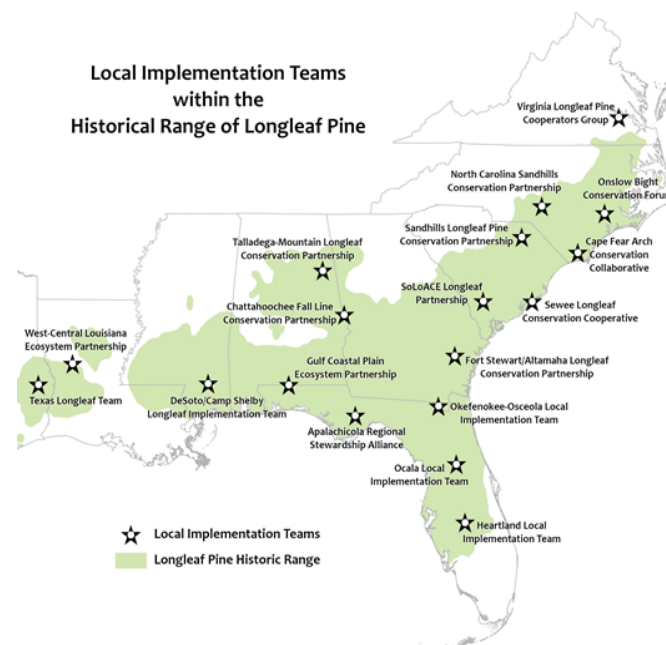 Local Implementation Teams
within the
Historical Range of Longleaf Pine
Virginia Longleaf Pine
Cooperators Group
North Carolina Sandhills
Conservation Partnership
Onslow Bight
Conservation Foru
Sandhills Longleaf Pine
Conservation Partnership
Cape Fear Arch
Conservation
Collaborative
Talladega-Mountain Longleaf
Conservation Partnership
SoLoACE Longleaf
Partnership
Sewee Longleaf
Conservation Cooperative
Chattahoochee Fall Line
Conservation Partnership
West-Central Louisiana
Ecosystem Partnership
Gulf Coastal Plain
Ecosystem Partnership
Fort Stewart/Altamaha Longleaf
Conservation Partnership
Texas Longleaf Team
DeSoto/Camp Shelby
Longleaf Implementation Team
Okefenokee-Osceola Local
Implementation Team
Apalachicola Regional
Stewardship Alliance
Ocala Local
Implementation Team
Heartland Local
Implementation Team
Local Implementation Teams
Longleaf Pine Historic Range